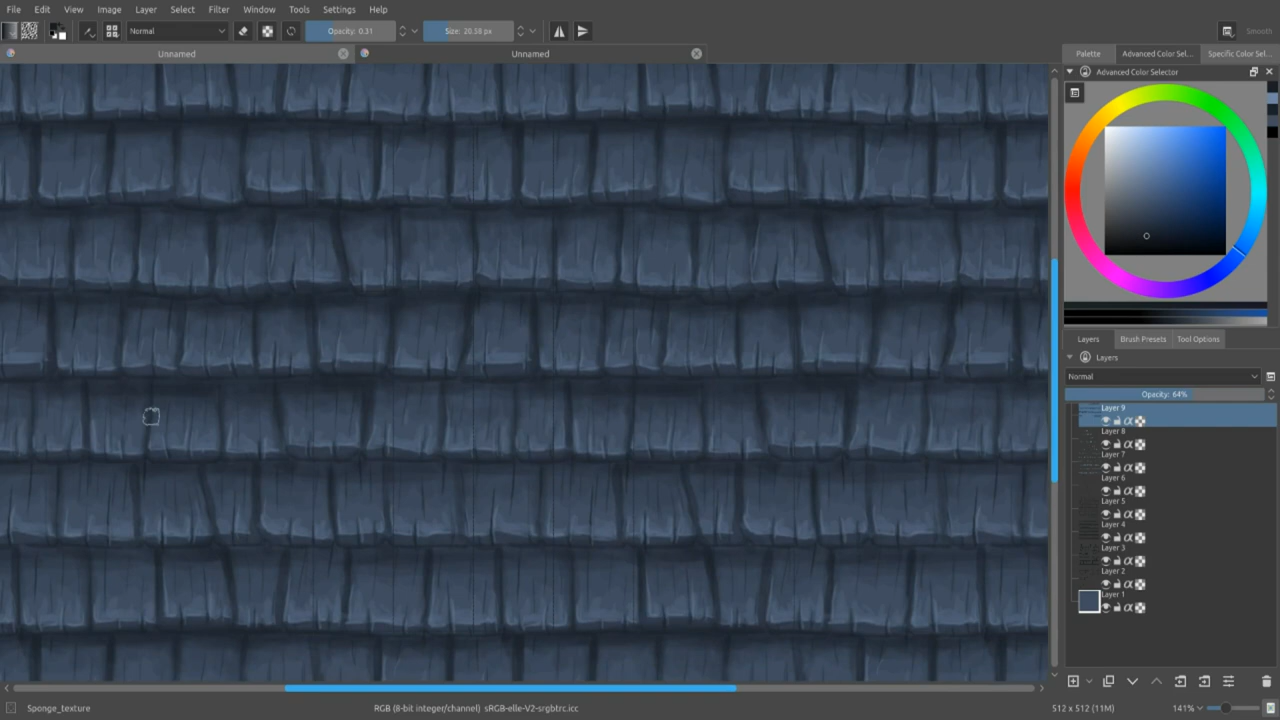 File Edit View Image Layer Select Filter Window Tools Settings Help
Normal Opacity: 0.31 Size: 20.38 px Smooth
Unnamed Unnamed Palette Advanced Color Sel... Specific Color Sel...
Advanced Color Selector
Layers Brush Presets Tool Options
Layers
Normal
Opacity: 64%
Layer 9
Layer 8
Layer 7
Layer 6
Layer 5
Layer 4
Layer 3
Layer 2
Layer 1
Sponge_texture RGB (8-bit integer/channel) sRGB-elle-V2-srgbtrc.icc 512 x 512 (11M) 141%